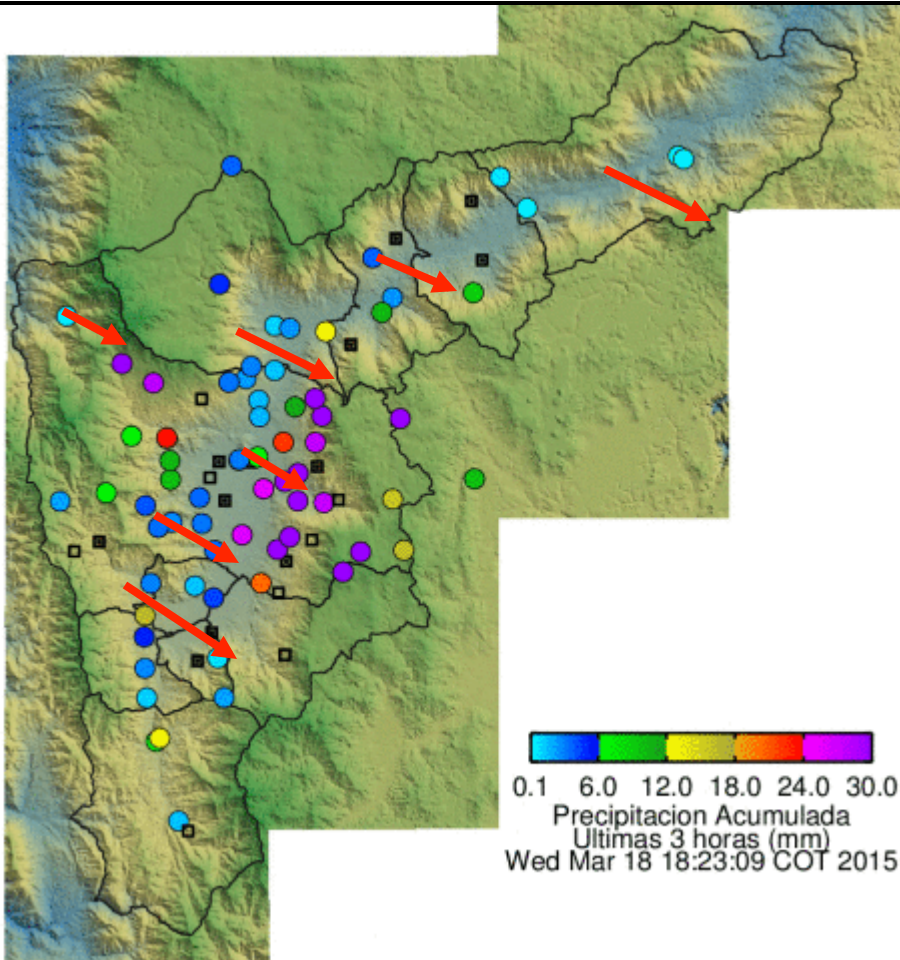 0.1 6.0 12.0 18.0 24.0 30.0
Precipitacion Acumulada
Ultimas 3 horas (mm)
Wed Mar 18 18:23:09 COT 2015